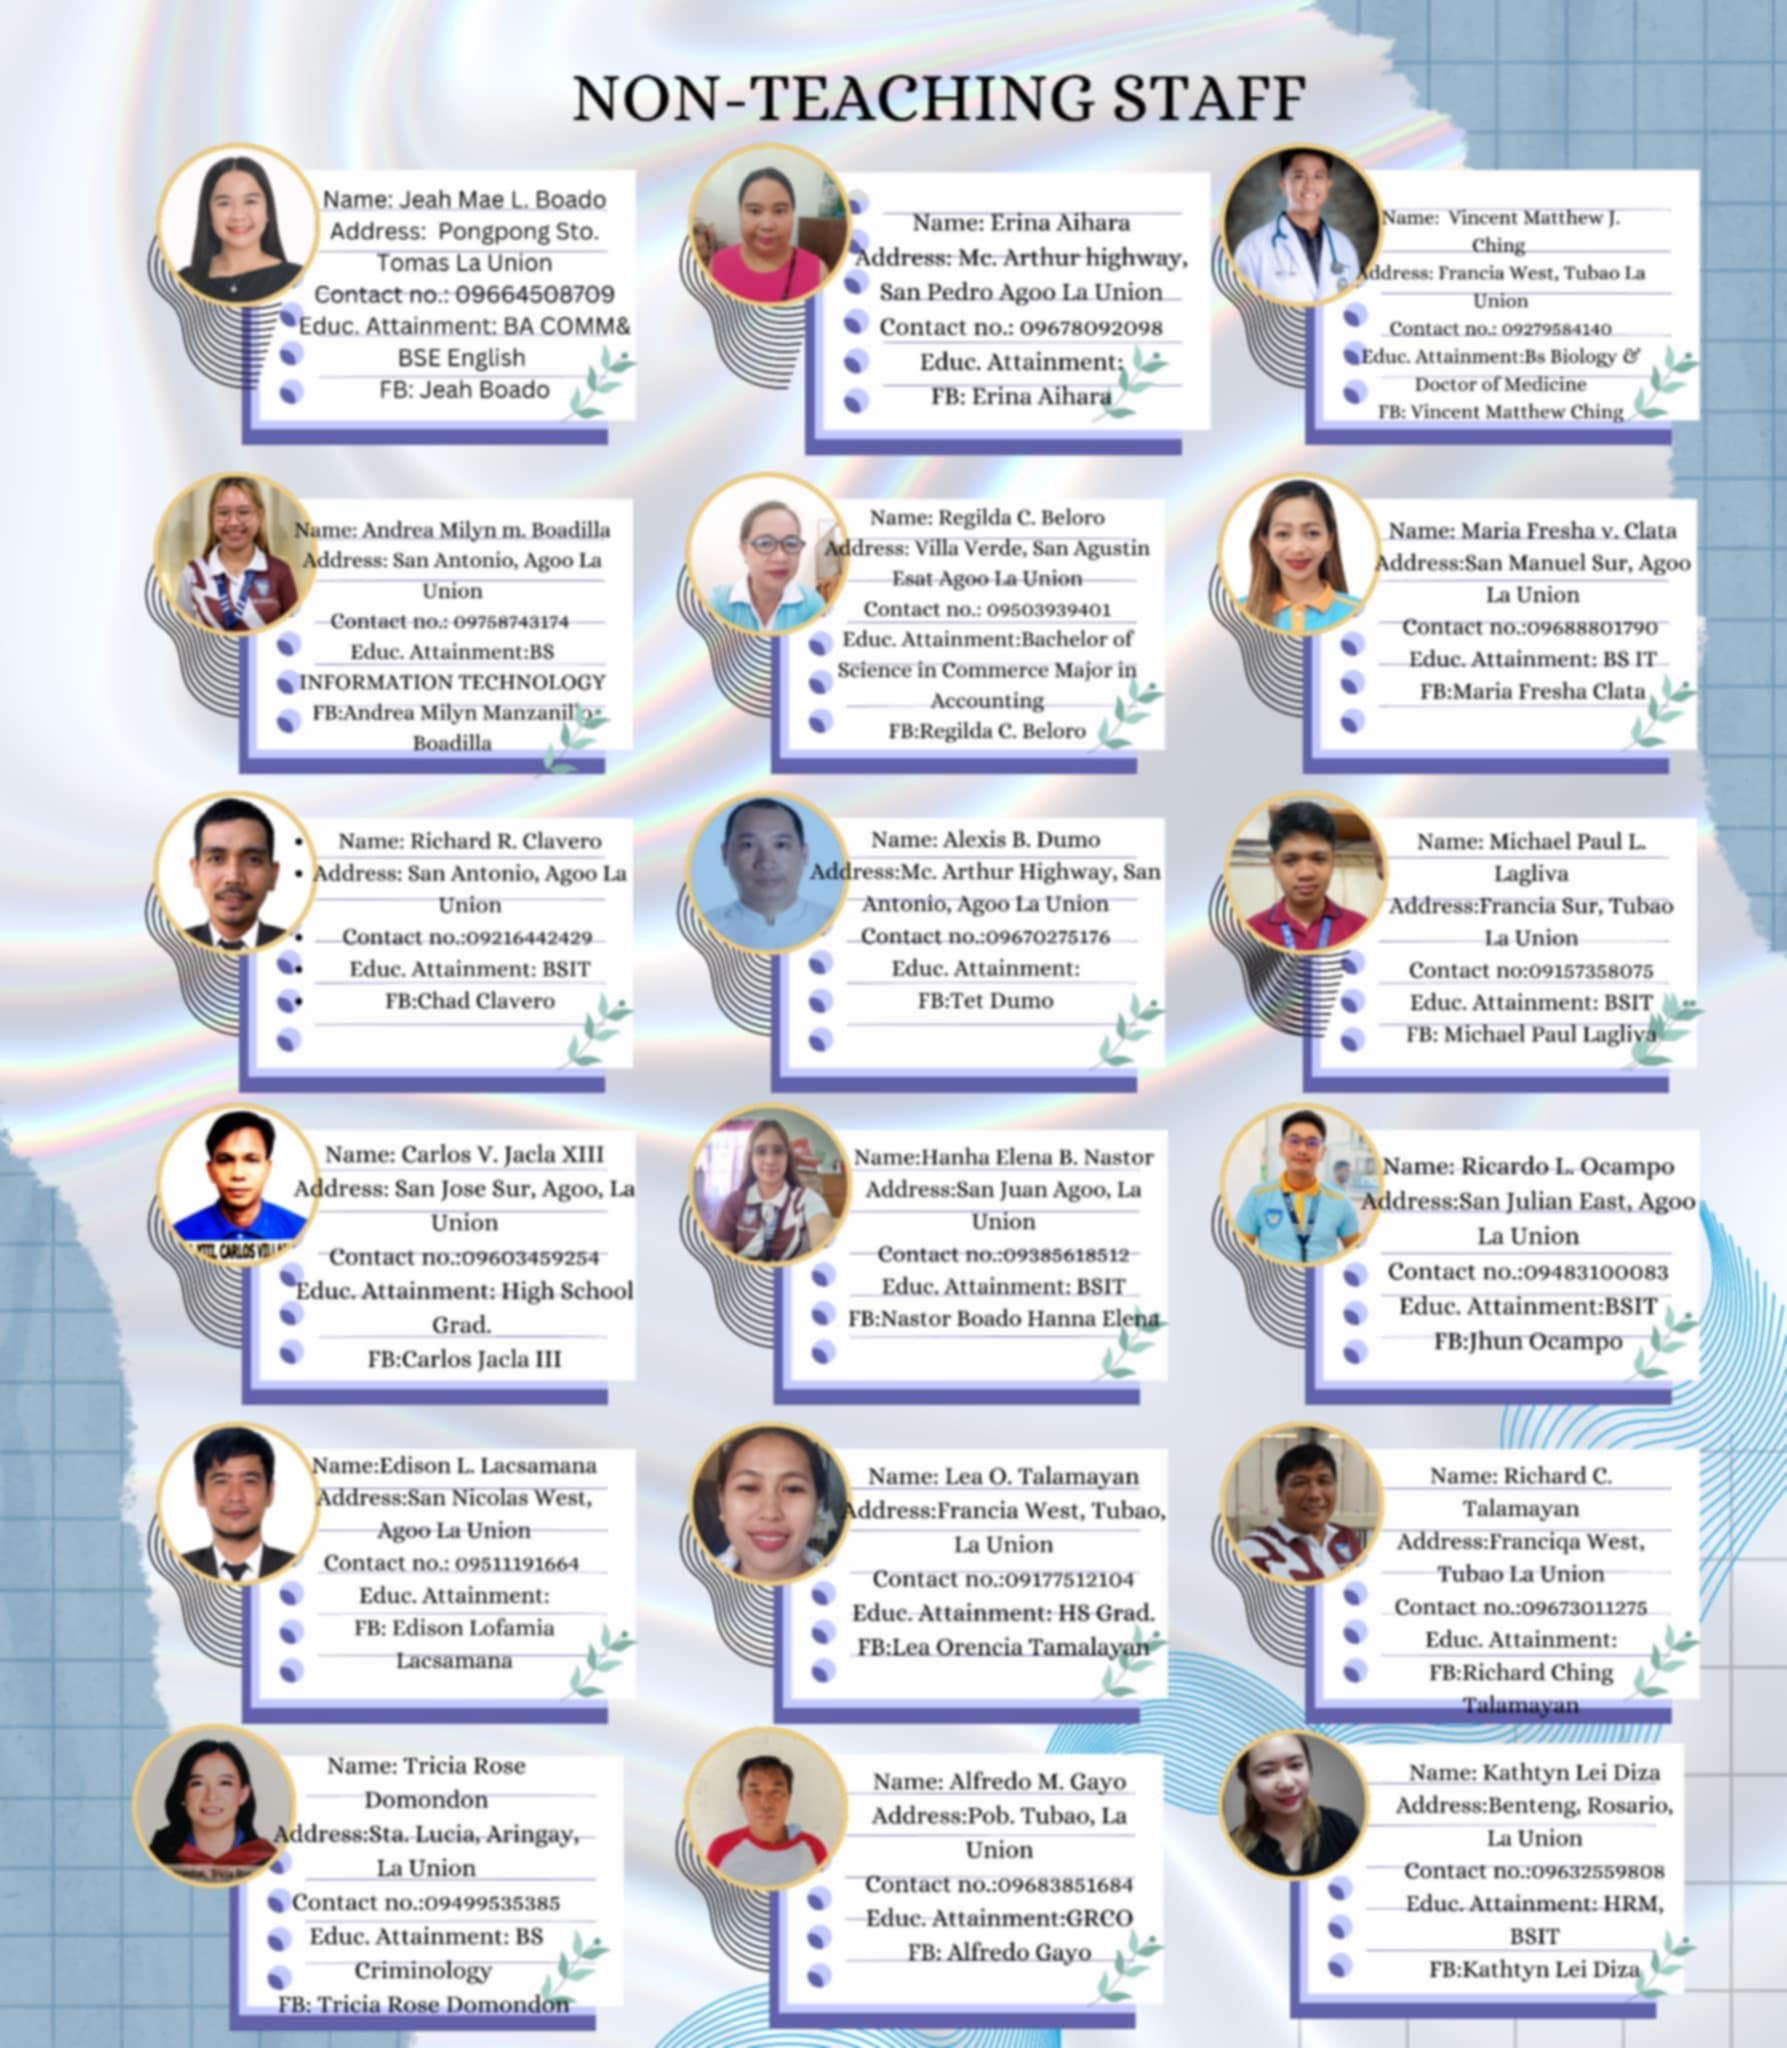 NON-TEACHING STAFF
Name: Jeah Mae L. Boado
Address: Pongpong Sto.
Tomas La Union
Contact no.: 09664508709
Educ. Attainment: BA COMM&
BSE English
FB: Jeah Boado
Name: Erina Aihara
Address: Mc. Arthur highway,
San Pedro Agoo La Union
Contact no.: 09678092098
Educ. Attainment:
FB: Erina Aihara
Name: Vincent Matthew J.
Ching
Address: Francia West, Tubao La
Union
Contact no.: 09279584140
Educ. Attainment:Bs Biology &
Doctor of Medicine
FB: Vincent Matthew Ching
Name: Andrea Milyn m. Boadilla
Address: San Antonio, Agoo La
Union
Contact no.: 09758743174
Educ. Attainment:BS
INFORMATION TECHNOLOGY
FB:Andrea Milyn Manzanillo-
Boadilla
Name: Regilda C. Beloro
Address: Villa Verde, San Agustin
Esat Agoo La Union
Contact no.: 09503939401
Educ. Attainment:Bachelor of
Science in Commerce Major in
Accounting
FB:Regilda C. Beloro
Name: Maria Fresha v. Clata
Address:San Manuel Sur, Agoo
La Union
Contact no.:09688801790
Educ. Attainment: BS IT
FB:Maria Fresha Clata
• Name: Richard R. Clavero
• Address: San Antonio, Agoo La
Union
• Contact no.:09216442429
• Educ. Attainment: BSIT
• FB:Chad Clavero
Name: Alexis B. Dumo
Address:Mc. Arthur Highway, San
Antonio, Agoo La Union
Contact no.:09670275176
Educ. Attainment:
FB:Tet Dumo
Name: Michael Paul L.
Lagliva
Address:Francia Sur, Tubao
La Union
Contact no:09157358075
Educ. Attainment: BSIT
FB: Michael Paul Lagliva
Name: Carlos V. Jacla XIII
Address: San Jose Sur, Agoo, La
Union
Contact no.:09603459254
Educ. Attainment: High School
Grad.
FB:Carlos Jacla III
Name:Hanha Elena B. Nastor
Address:San Juan Agoo, La
Union
Contact no.:09385618512
Educ. Attainment: BSIT
FB:Nastor Boado Hanna Elena
Name: Ricardo L. Ocampo
Address:San Julian East, Agoo
La Union
Contact no.:09483100083
Educ. Attainment:BSIT
FB:Jhun Ocampo
Name:Edison L. Lacsamana
Address:San Nicolas West,
Agoo La Union
Contact no.: 09511191664
Educ. Attainment:
FB: Edison Lofamia
Lacsamana
Name: Lea O. Talamayan
Address:Francia West, Tubao,
La Union
Contact no.:09177512104
Educ. Attainment: HS Grad.
FB:Lea Orencia Tamalayan
Name: Richard C.
Talamayan
Address:Franciqa West,
Tubao La Union
Contact no.:09673011275
Educ. Attainment:
FB:Richard Ching
Talamayan
Name: Tricia Rose
Domondon
Address:Sta. Lucia, Aringay,
La Union
Contact no.:09499535385
Educ. Attainment: BS
Criminology
FB: Tricia Rose Domondon
Name: Alfredo M. Gayo
Address:Pob. Tubao, La
Union
Contact no.:09683851684
Educ. Attainment:GRCO
FB: Alfredo Gayo
Name: Kathtyn Lei Diza
Address:Benteng, Rosario,
La Union
Contact no.:09632559808
Educ. Attainment: HRM,
BSIT
FB:Kathtyn Lei Diza